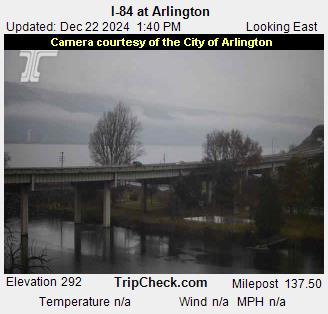 I-84 at Arlington
Updated: Dec 22 2024 1:40 PM Looking East
Camera courtesy of the City of Arlington
Elevation 292 TripCheck.com Milepost 137.50
Temperature n/a Wind n/a MPH n/a